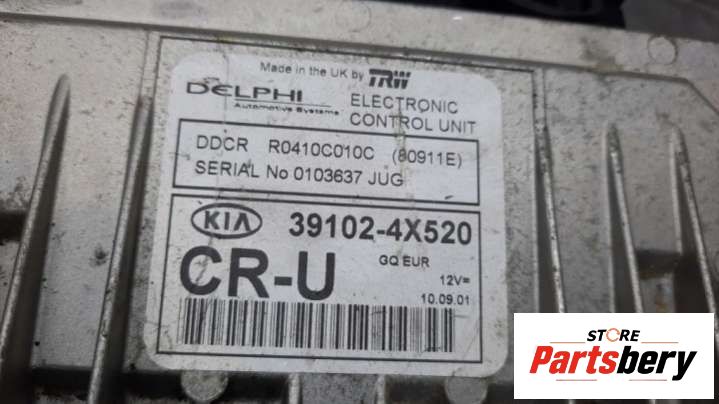 Made in the UK by TRW
DELPHI
Automotive Systems
ELECTRONIC
CONTROL UNIT
DDCR R0410C010C (80911E)
SERIAL No 0103637 JUG
KIA 39102-4X520
CR-U
GQ EUR
12V=
10.09.01
STORE
Partsbery